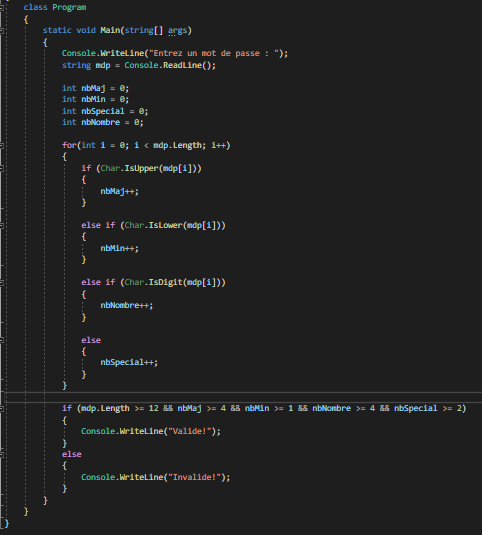 class Program
{
static void Main(string[] args)
{
Console.WriteLine("Entrez un mot de passe : ");
string mdp = Console.ReadLine();
int nbMaj = 0;
int nbMin = 0;
int nbSpecial = 0;
int nbNombre = 0;
for(int i = 0; i < mdp.Length; i++)
{
if (Char.IsUpper(mdp[i]))
{
nbMaj++;
}
else if (Char.IsLower(mdp[i]))
{
nbMin++;
}
else if (Char.IsDigit(mdp[i]))
{
nbNombre++;
}
else
{
nbSpecial++;
}
}
if (mdp.Length >= 12 && nbMaj >= 4 && nbMin >= 1 && nbNombre >= 4 && nbSpecial >= 2)
{
Console.WriteLine("Valide!");
}
else
{
Console.WriteLine("Invalide!");
}
}
}
}